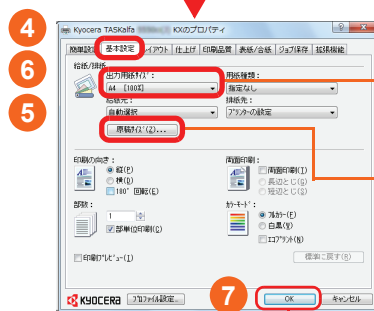 4
Kyocera TASKalfa KXのプロパティ
6
簡単設定 基本設定 レイアウト 仕上げ 印刷品質 表紙/合紙 ジョブ保存 拡張機能
給紙/排紙
出力用紙サイズ: 用紙種類:
A4 [100%] 指定なし
5
給紙元: 排紙先:
自動選択 プリンターの設定
原稿サイズ(Z)...
印刷の向き: 両面印刷:
縦(P) 両面印刷(I)
横(D) 長辺とじ(G)
180° 回転(E) 短辺とじ(G)
部数: カラーモード:
1 フルカラー(F)
部単位印刷(C) 白黒(Y)
エコプリント(N)
印刷プレビュー(I) 標準に戻す(R)
KYOCERA プロファイル設定... 7 OK キャンセル